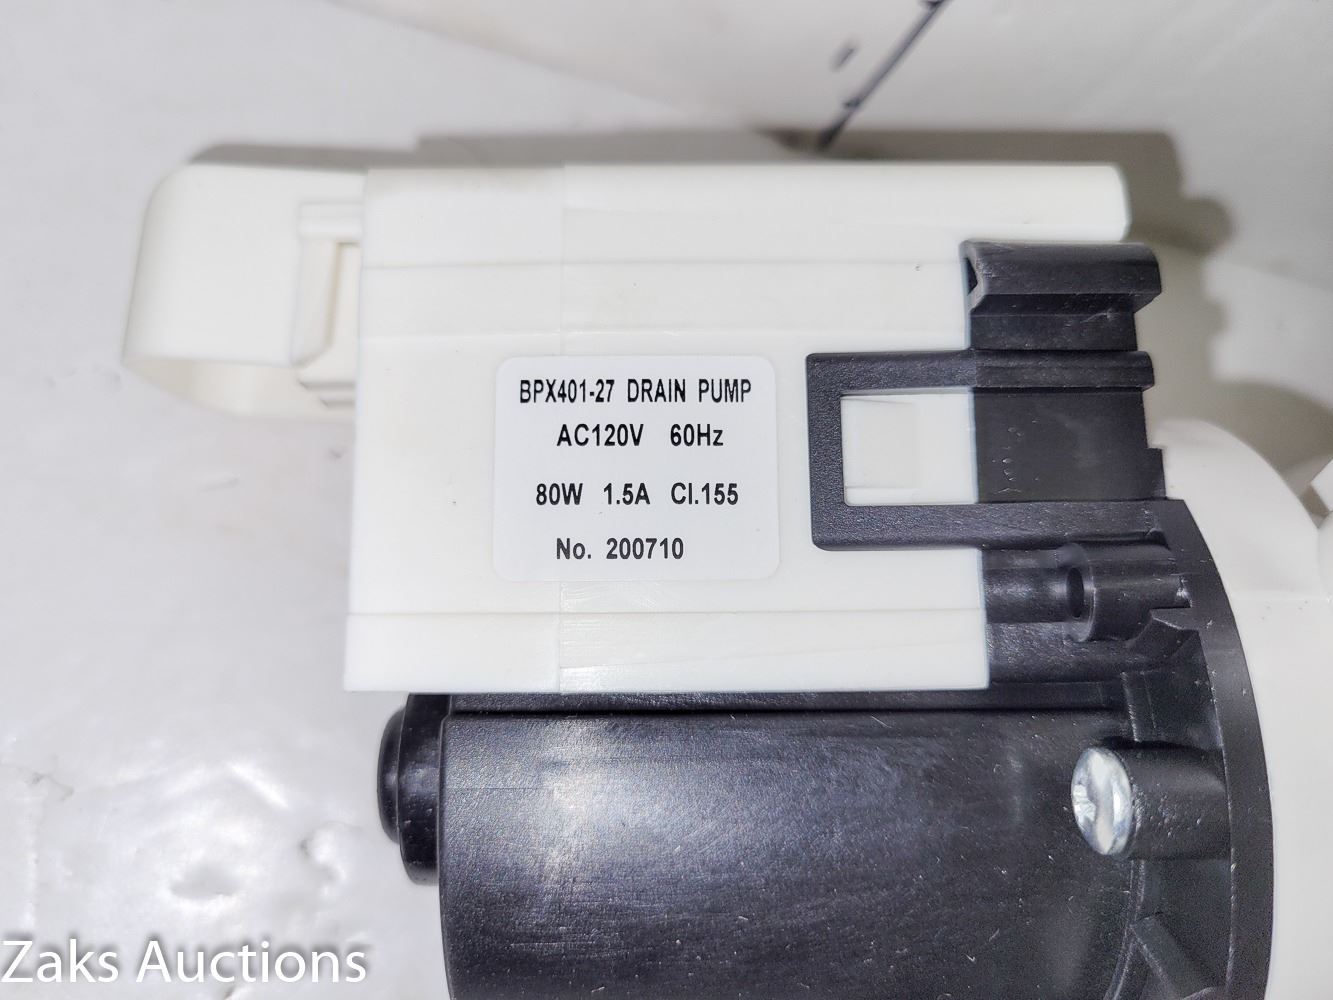 BPX401-27 DRAIN PUMP
AC120V 60Hz
80W 1.5A Cl.155
No. 200710
Zaks Auctions